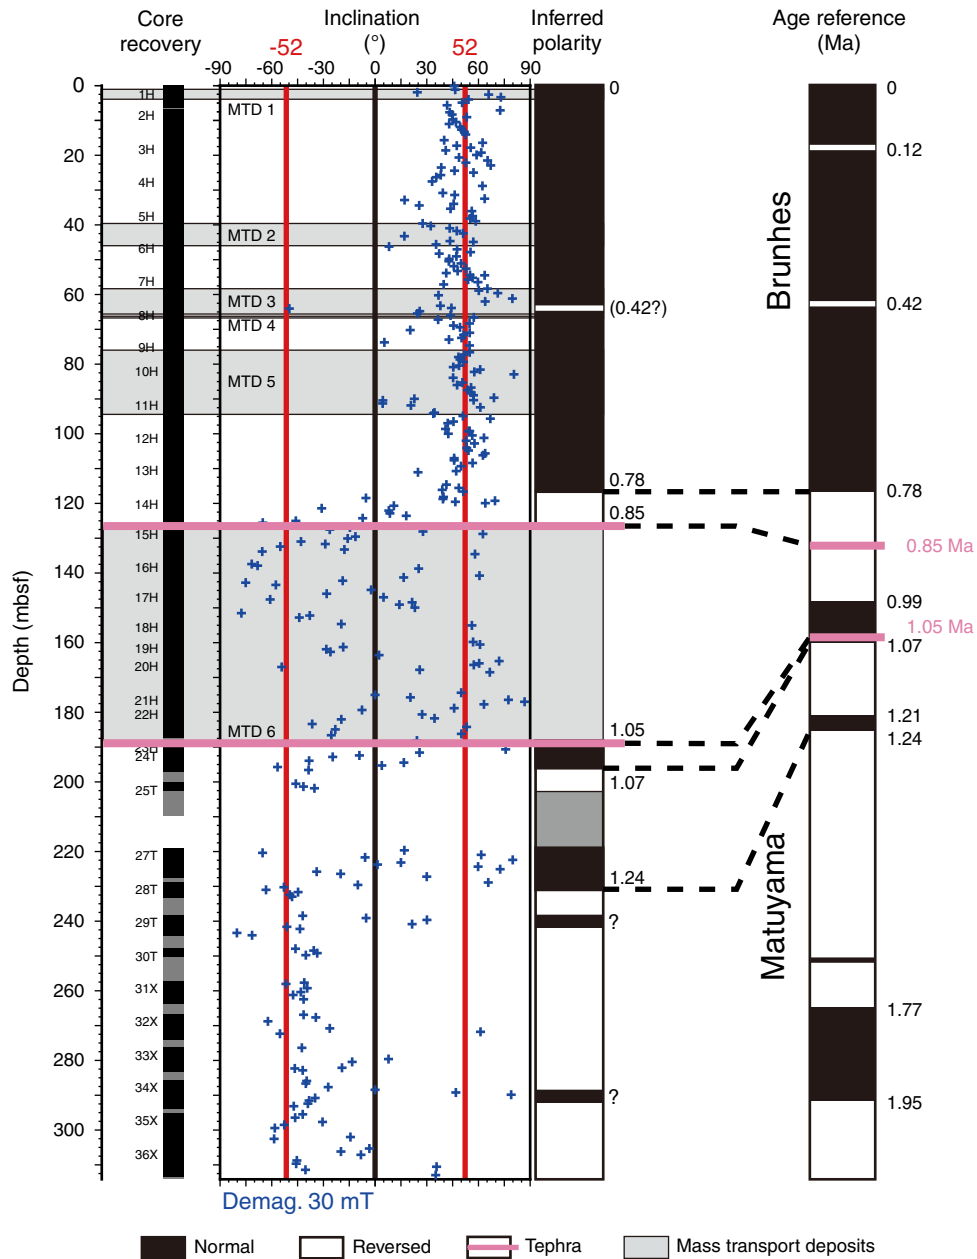 Core recovery
Inclination (°)
Inferred polarity
Age reference (Ma)
-52
52
-90
-60
-30
0
30
60
90
Depth (mbsf)
0
20
40
60
80
100
120
140
160
180
200
220
240
260
280
300
1H
2H
3H
4H
5H
6H
7H
8H
9H
10H
11H
12H
13H
14H
15H
16H
17H
18H
19H
20H
21H
22H
23H
24T
25T
27T
28T
29T
30T
31X
32X
33X
34X
35X
36X
MTD 1
MTD 2
MTD 3
MTD 4
MTD 5
MTD 6
0
(0.42?)
0.78
0.85
1.05
1.07
1.24
?
?
Brunhes
Matuyama
0
0.12
0.42
0.78
0.85 Ma
0.99
1.05 Ma
1.07
1.21
1.24
1.77
1.95
Demag. 30 mT
Normal
Reversed
Tephra
Mass transport deposits